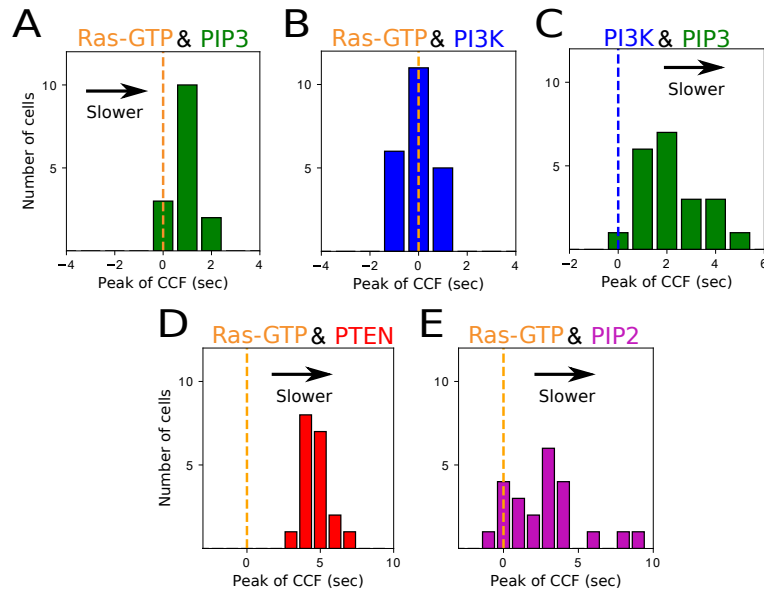 A
Ras-GTP & PIP3
Number of cells
10
5
Slower
−4 −2 0 2 4
Peak of CCF (sec)
B
Ras-GTP & PI3K
10
5
−4 −2 0 2 4
Peak of CCF (sec)
C
PI3K & PIP3
10
5
Slower
−2 0 2 4 6
Peak of CCF (sec)
D
Ras-GTP & PTEN
Number of cells
10
5
Slower
0 5 10
Peak of CCF (sec)
E
Ras-GTP & PIP2
10
5
Slower
0 5 10
Peak of CCF (sec)